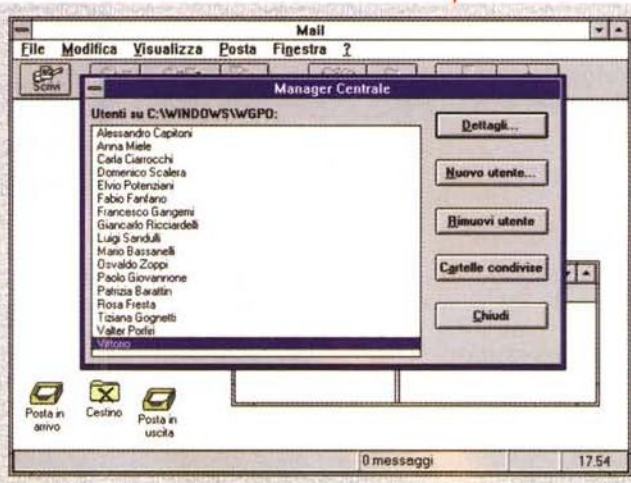 Mail
File Modifica Visualizza Posta Finestra ?
Scrivi
Manager Centrale
Utenti su C:\WINDOWS\WGPO:
Alessandro Capitoni
Anna Miele
Carla Ciarrocchi
Domenico Scalera
Elvio Potenziani
Fabio Fantano
Francesco Gangemi
Giancarlo Ricciardelli
Luigi Sandulli
Mario Bassanelli
Osvaldo Zoppi
Paolo Giovannone
Patrizia Barattin
Rosa Fresta
Tiziana Gognetti
Valter Porfiri
Vittorio
Dettagli...
Nuovo utente...
Rimuovi utente
Cartelle condivise
Chiudi
Posta in arrivo
Cestino
Posta in uscita
0 messaggi
17.54